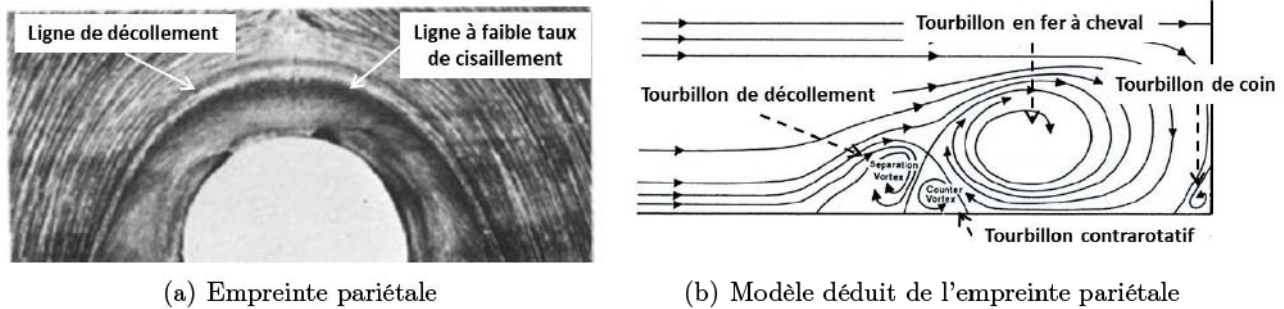 Ligne de décollement
Ligne à faible taux
de cisaillement
(a) Empreinte pariétale
Tourbillon en fer à cheval
Tourbillon de décollement
Tourbillon de coin
Separation
Vortex
Counter
Vortex
Tourbillon contrarotatif
(b) Modèle déduit de l'empreinte pariétale